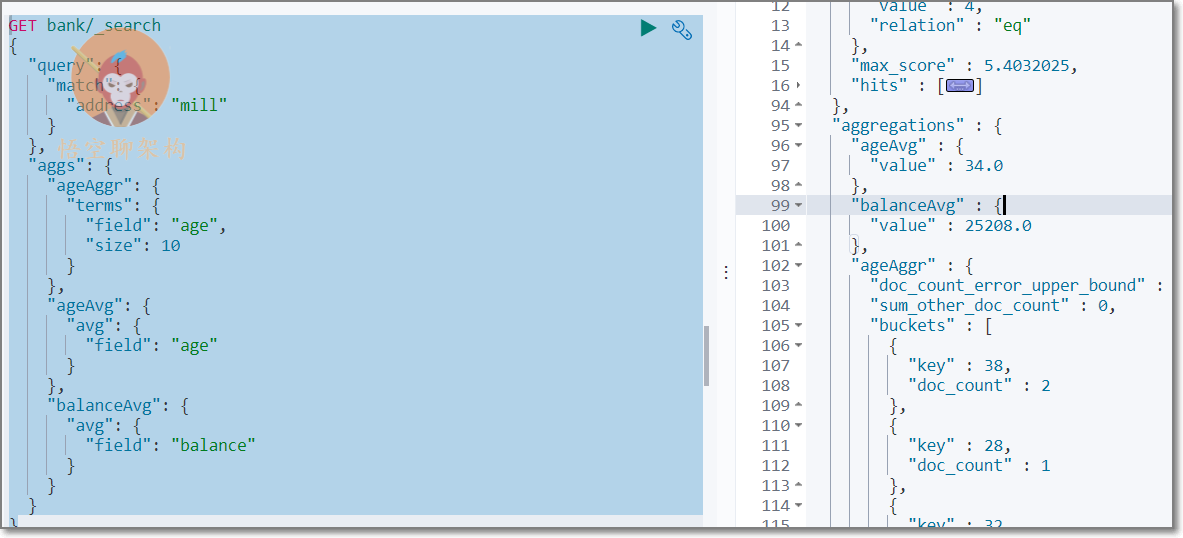 GET bank/_search
{
  "query": {
    "match": {
      "address": "mill"
    }
  },
  "aggs": {
    "ageAggr": {
      "terms": {
        "field": "age",
        "size": 10
      }
    },
    "ageAvg": {
      "avg": {
        "field": "age"
      }
    },
    "balanceAvg": {
      "avg": {
        "field": "balance"
      }
    }
  }
}
悟空聊架构
12 "value" : 4,
13 "relation" : "eq"
14 },
15 "max_score" : 5.4032025,
16 "hits" : [
]
94 },
95 "aggregations" : {
96 "ageAvg" : {
97 "value" : 34.0
98 },
99 "balanceAvg" : {
100 "value" : 25208.0
101 },
102 "ageAggr" : {
103 "doc_count_error_upper_bound" :
104 "sum_other_doc_count" : 0,
105 "buckets" : [
106 {
107 "key" : 38,
108 "doc_count" : 2
109 },
110 {
111 "key" : 28,
112 "doc_count" : 1
113 },
114 {
115 "key" : 32